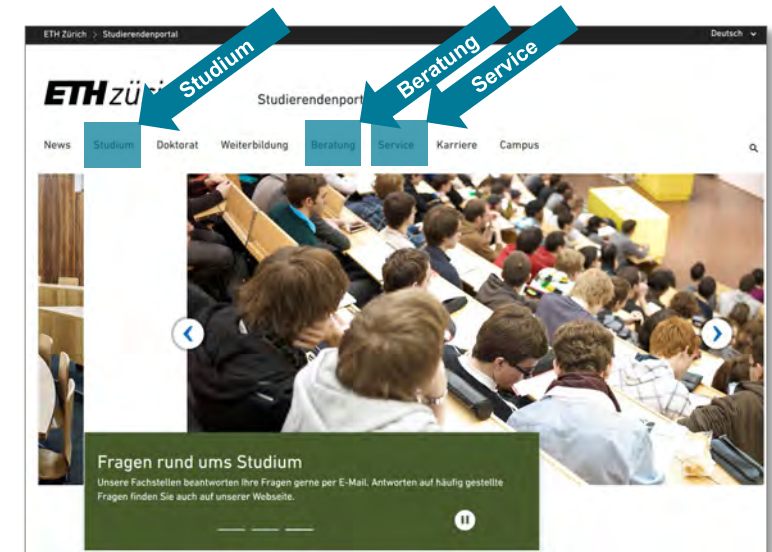 ETH Zürich > Studierendenportal
Deutsch
Studium
Beratung
Service
ETH
Studierendenport
News Studium Doktorat Weiterbildung Beratung Service Karriere Campus
Fragen rund ums Studium
Unsere Fachstellen beantworten Ihre Fragen gerne per E-Mail. Antworten auf häufig gestellte
Fragen finden Sie auch auf unserer Webseite.